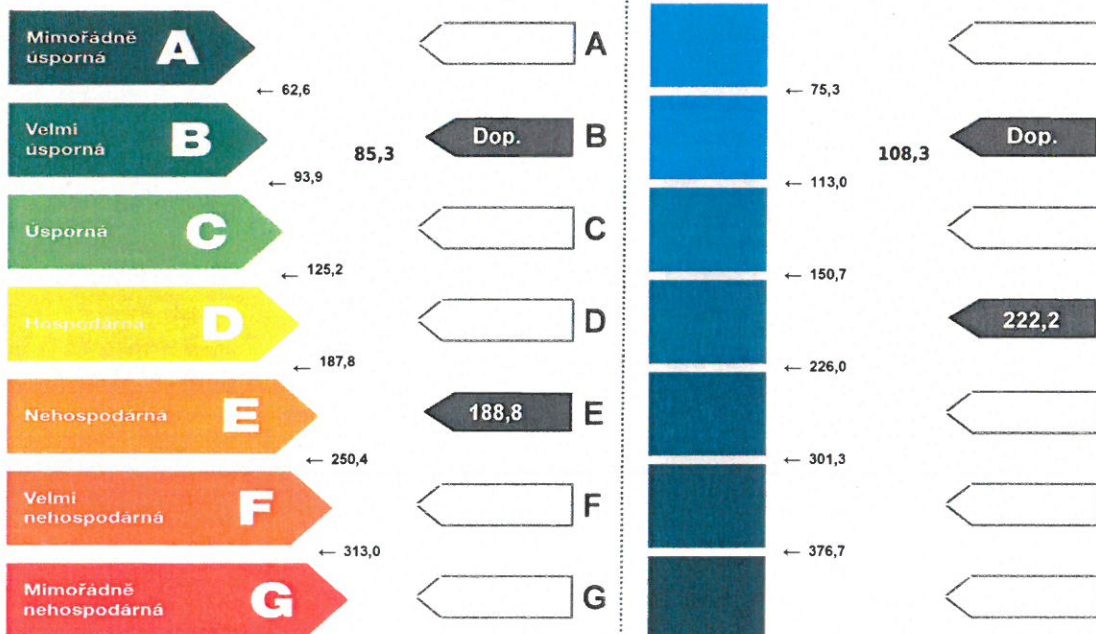 Mimořádně
úsporná
A
A
← 62,6
← 75,3
Velmi
úsporná
B
85,3
Dop.
B
108,3
Dop.
← 93,9
← 113,0
Úsporná
C
C
← 125,2
← 150,7
Hospodárná
D
D
222,2
← 187,8
← 226,0
Nehospodárná
E
188,8
E
← 250,4
← 301,3
Velmi
nehospodárná
F
F
← 313,0
← 376,7
Mimořádně
nehospodárná
G
G